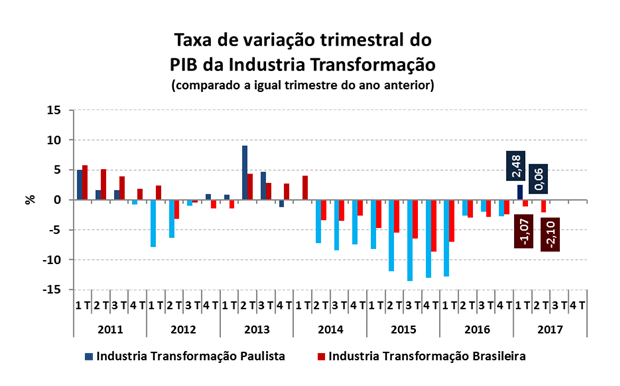 Taxa de variação trimestral do
PIB da Industria Transformação
(comparado a igual trimestre do ano anterior)
15
10
5
0
-5
-10
-15
%
2,48
0,06
-1,07
-2,10
1 T 2 T 3 T 4 T 1 T 2 T 3 T 4 T 1 T 2 T 3 T 4 T 1 T 2 T 3 T 4 T 1 T 2 T 3 T 4 T 1 T 2 T 3 T 4 T 1 T 2 T 3 T 4 T
2011 2012 2013 2014 2015 2016 2017
Industria Transformação Paulista Industria Transformação Brasileira